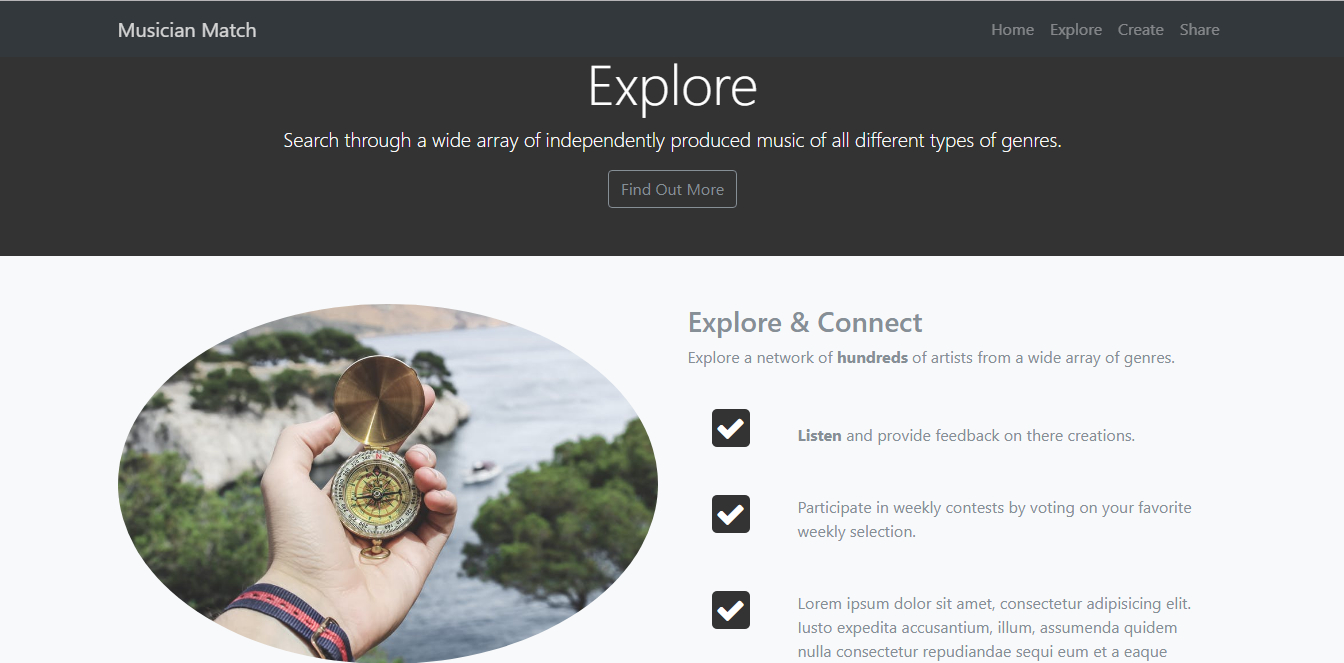 Musician Match
Home Explore Create Share
Explore
Search through a wide array of independently produced music of all different types of genres.
Find Out More
Explore & Connect
Explore a network of hundreds of artists from a wide array of genres.
Listen and provide feedback on there creations.
Participate in weekly contests by voting on your favorite
weekly selection.
Lorem ipsum dolor sit amet, consectetur adipisicing elit.
Iusto expedita accusantium, illum, assumenda quidem
nulla consectetur repudiandae sequi eum et a eaque